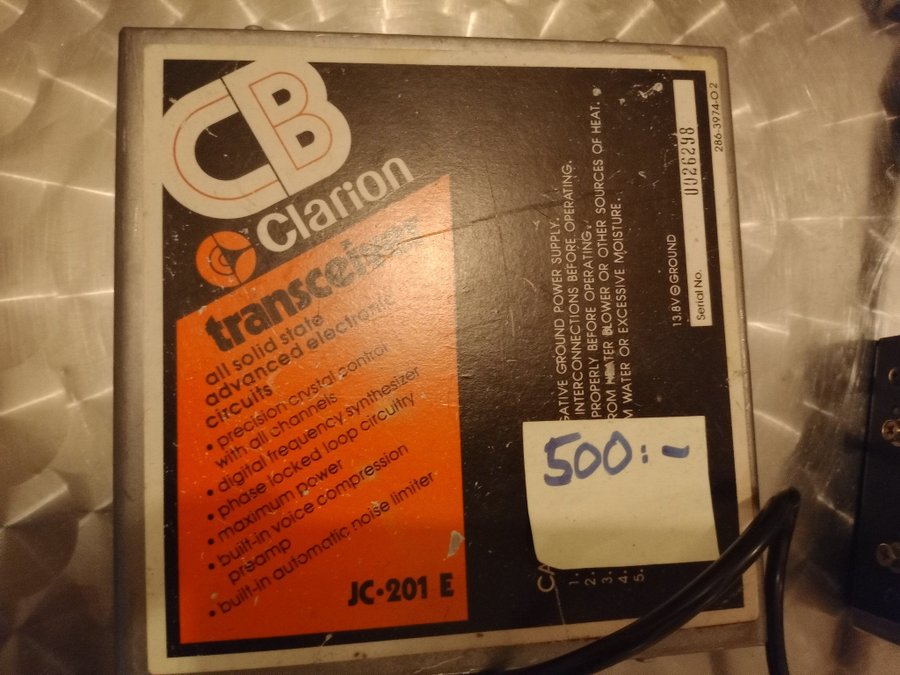 CB
Clarion
transceiver
all solid state
advanced electronic
circuits
• precision crystal control
with all channels
• digital frequency synthesizer
• phase locked loop circuitry
• maximum power
• built-in voice compression
preamp
• built-in automatic noise limiter
JC•201 E
GATIVE GROUND POWER SUPPLY.
INTERCONNECTIONS BEFORE OPERATING.
PROPERLY BEFORE OPERATING.
ROM HEATER BLOWER OR OTHER SOURCES OF HEAT.
M WATER OR EXCESSIVE MOISTURE.
CA
1.
2.
3.
4.
5.
500:-
13.8V ⊖ GROUND
Serial No. 0026298
286-3974-02